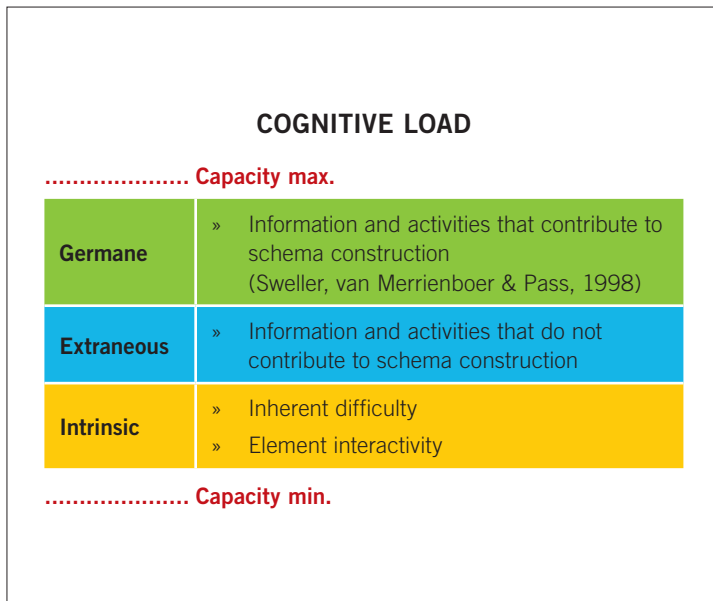 COGNITIVE LOAD
..................... Capacity max.
Germane
» Information and activities that contribute to
schema construction
(Sweller, van Merrienboer & Pass, 1998)
Extraneous
» Information and activities that do not
contribute to schema construction
Intrinsic
» Inherent difficulty
» Element interactivity
..................... Capacity min.